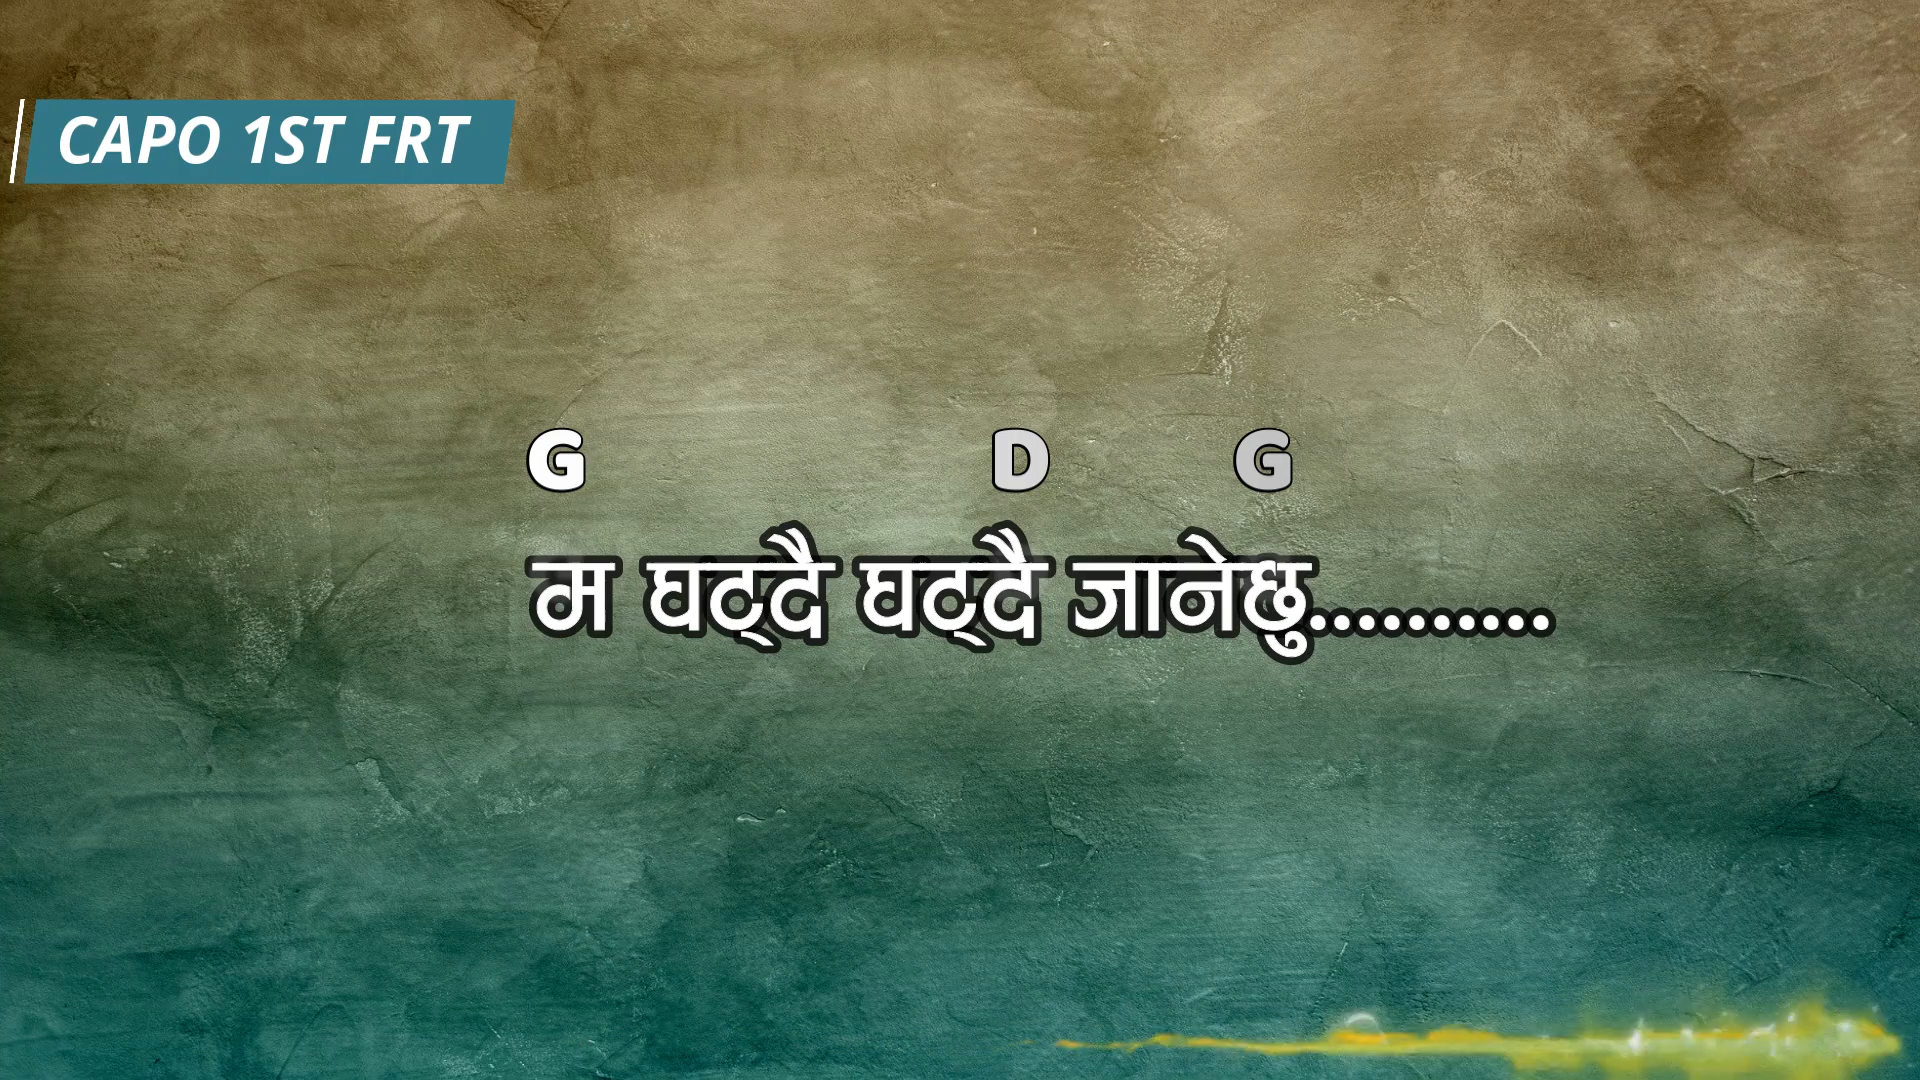 CAPO 1ST FRT
G D G
म घट्दै घट्दै जानेछु..........